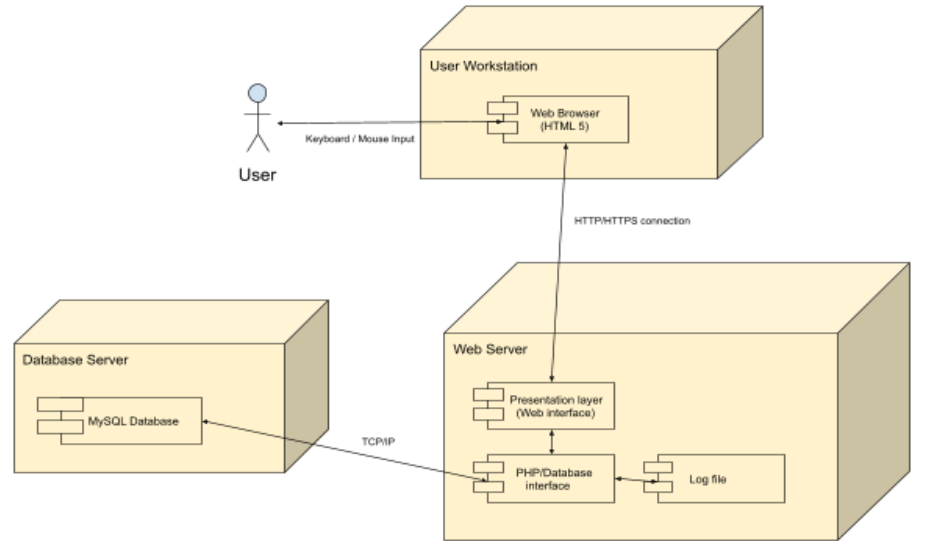 User Workstation
Web Browser
(HTML 5)
Keyboard / Mouse Input
User
HTTP/HTTPS connection
Database Server
MySQL Database
TCP/IP
Web Server
Presentation layer
(Web interface)
PHP/Database
interface
Log file